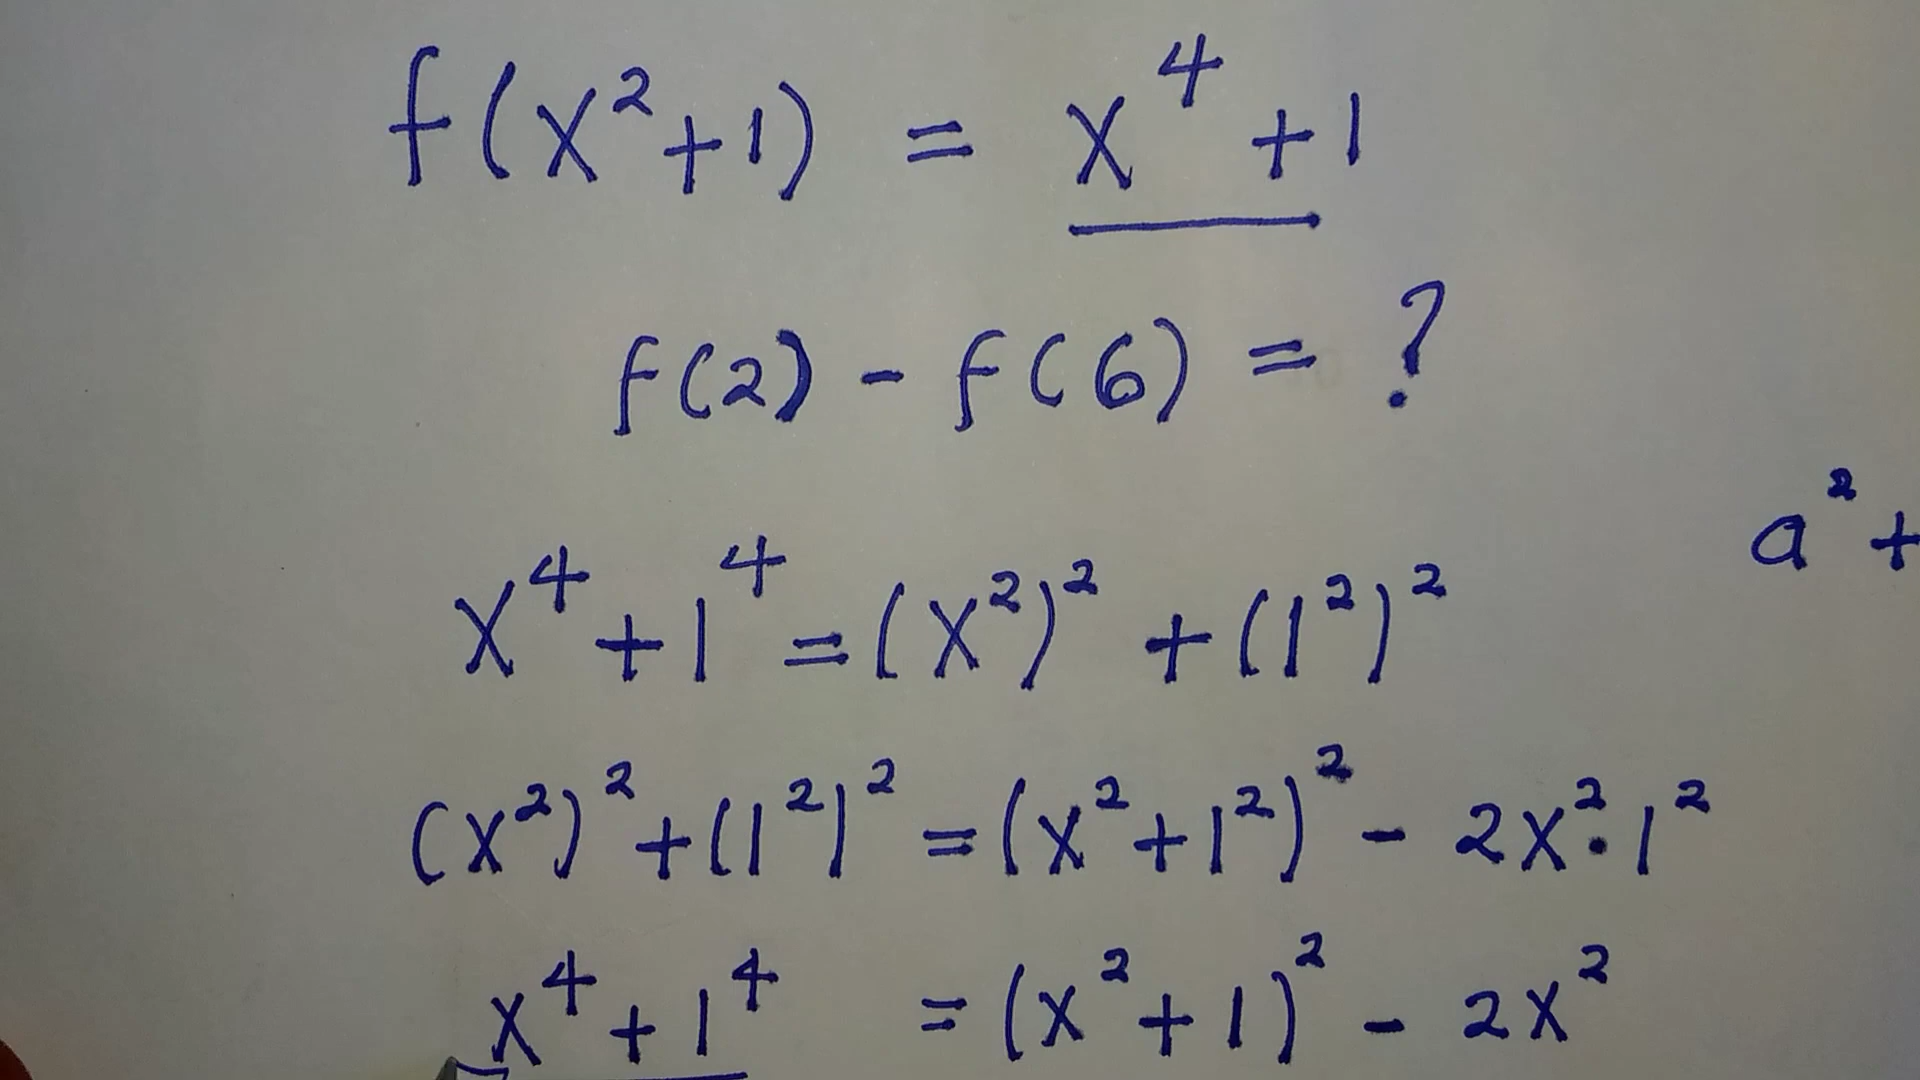 f(x²+1) = x⁴+1
f(2) - f(6) = ?
a²+
x⁴+1⁴=(x²)²+(1²)²
(x²)²+(1²)²=(x²+1²)²-2x²·1²
x⁴+1⁴ =(x²+1)²-2x²